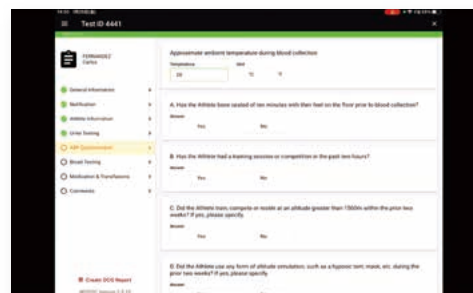 Test ID 4441
FERNANDEZ
Carlos
General Information
Notification
Athlete Information
Urine Testing
ABP Questionnaire
Blood Testing
Medication & Transfusions
Comments
Create DCO Report
Approximate ambient temperature during blood collection
Temperature
Unit
20
A. Has the Athlete been seated of ten minutes with their feet on the floor prior to blood collection?
Answer
Yes No
B. Has the Athlete had a training session or competition in the past two hours?
Answer
Yes No
C. Did the Athlete train, compete or reside at an altitude greater than 1500m within the prior two
weeks? If yes, please specify.
Answer
Yes No
D. Did the Athlete use any form of altitude simulation, such as a hypoxic tent, mask, etc. during the
prior two weeks? If yes, please specify.
Answer
Yes No